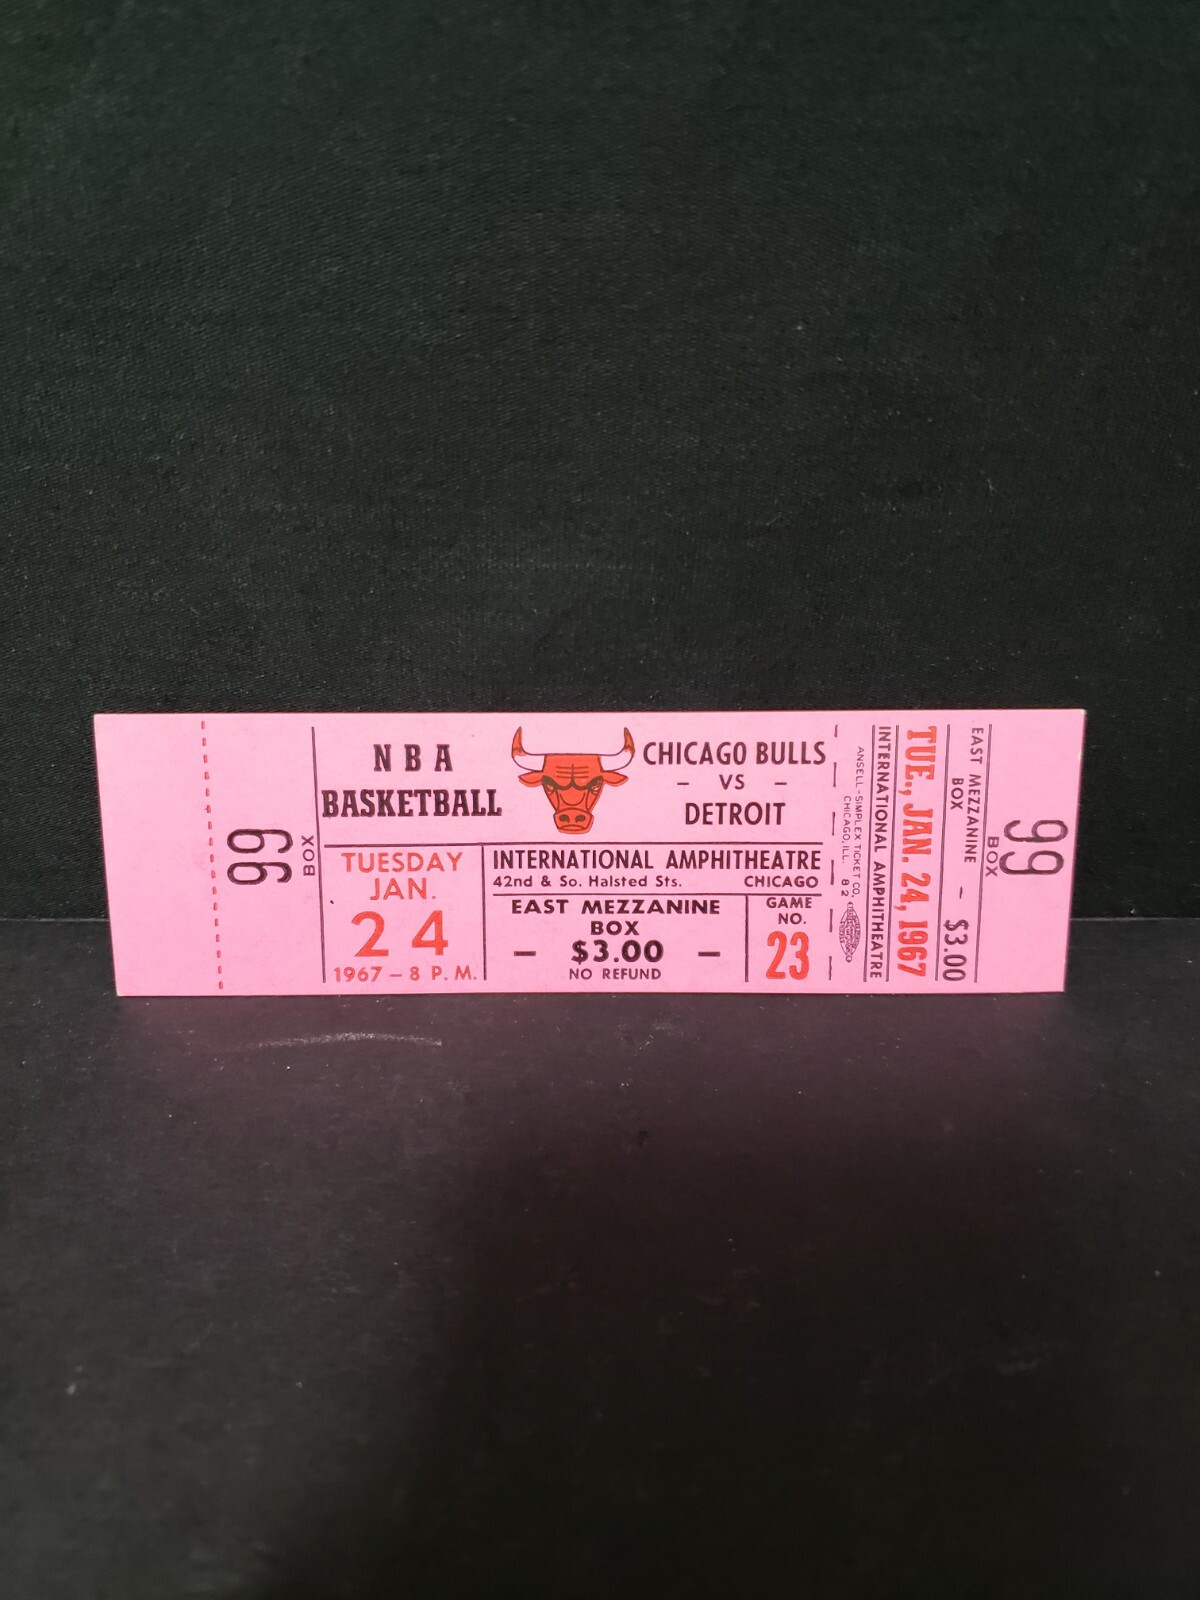 99
BOX
NBA
BASKETBALL
CHICAGO BULLS
- VS -
DETROIT
TUESDAY
JAN.
24
1967 - 8 P.M.
INTERNATIONAL AMPHITHEATRE
42nd & So. Halsted Sts. CHICAGO
EAST MEZZANINE
BOX
- $3.00 -
NO REFUND
GAME
NO.
23
ANSELL-SIMPLEX TICKET CO.
CHICAGO, ILL. 82
INTERNATIONAL AMPHITHEATRE
TUE., JAN. 24, 1967
EAST MEZZANINE - $3.00
BOX
BOX
99